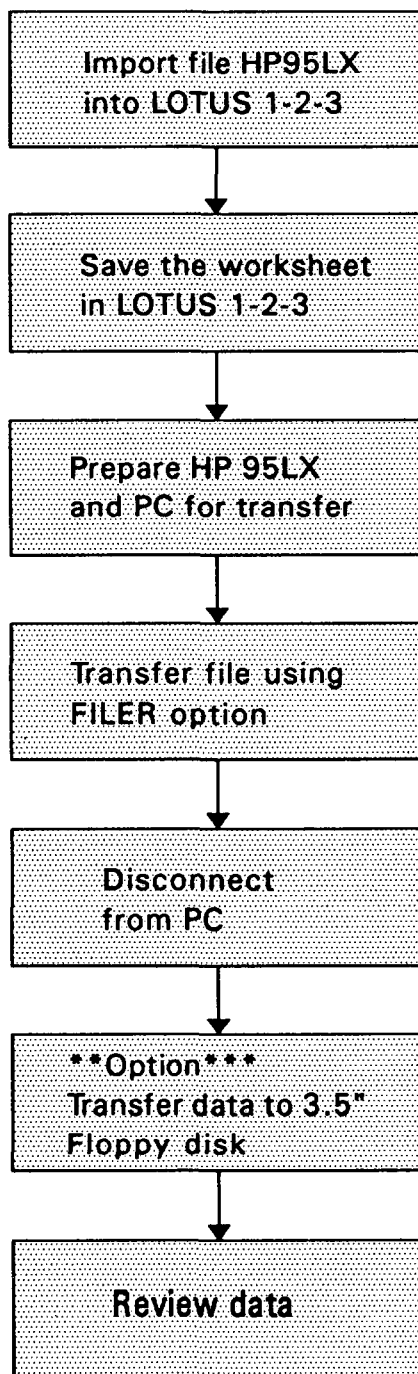 Import file HP95LX
into LOTUS 1-2-3
Save the worksheet
in LOTUS 1-2-3
Prepare HP 95LX
and PC for transfer
Transfer file using
FILER option
Disconnect
from PC
**Option***
Transfer data to 3.5"
Floppy disk
Review data